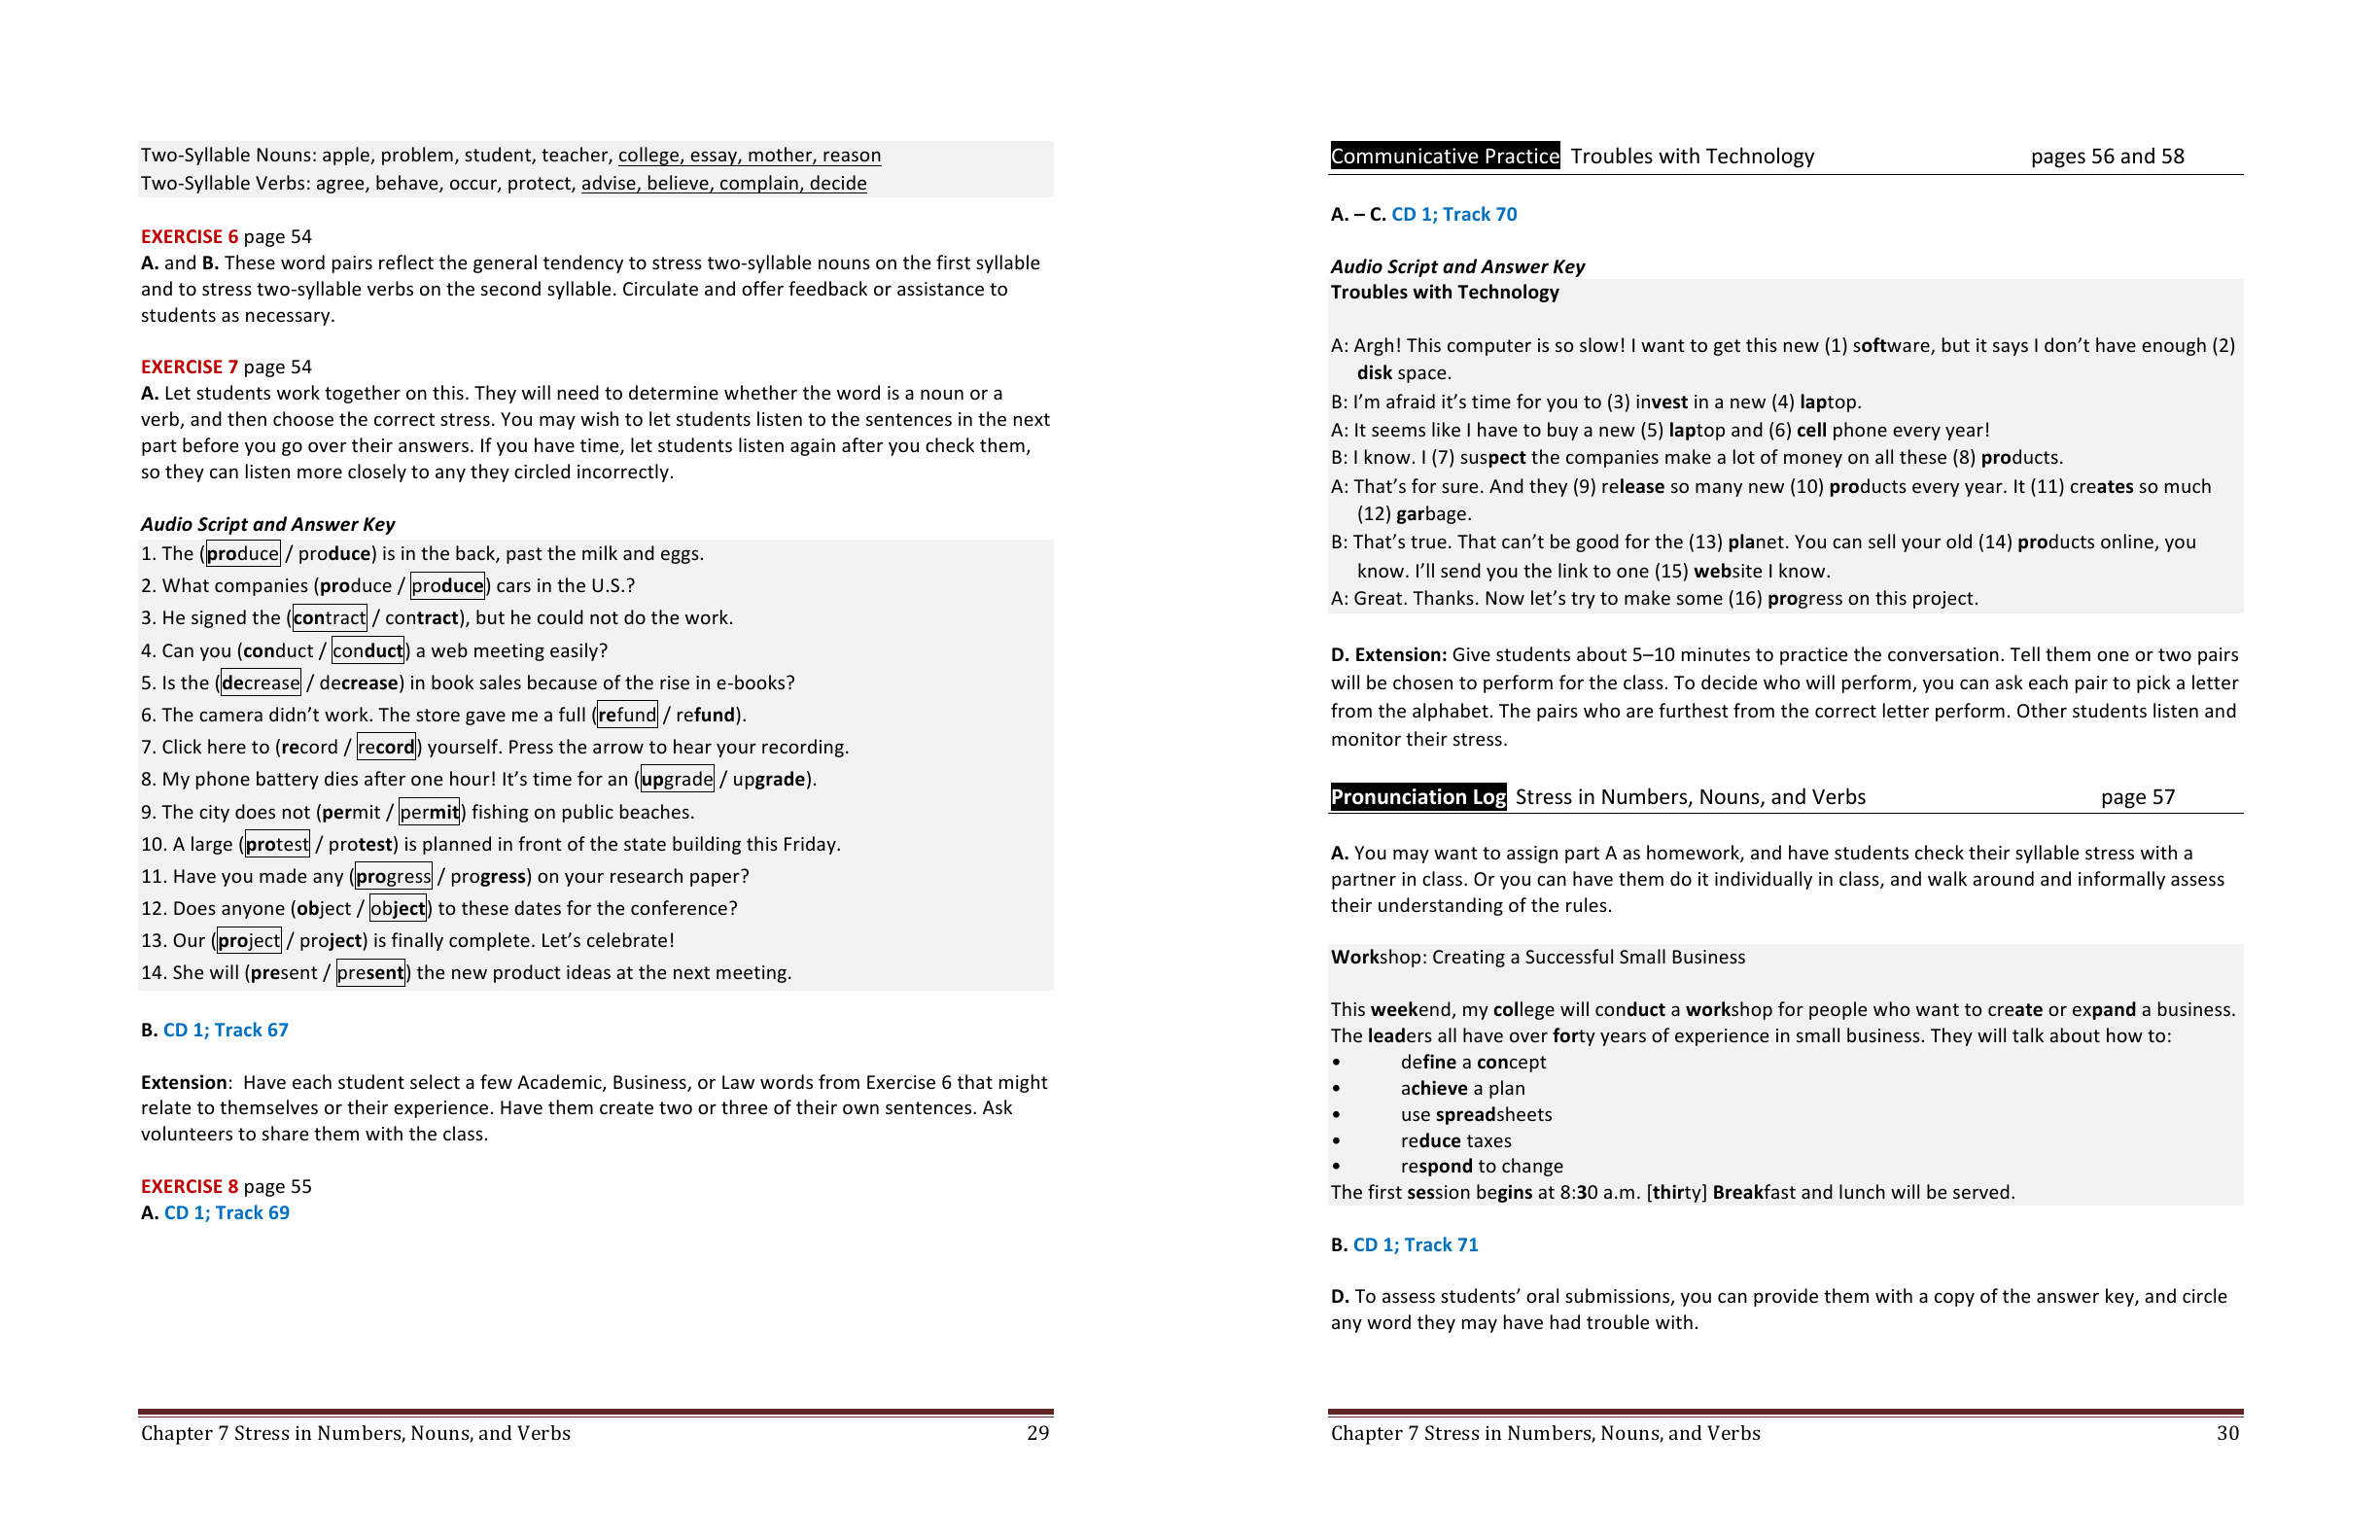 Two-Syllable Nouns: apple, problem, student, teacher, college, essay, mother, reason
Two-Syllable Verbs: agree, behave, occur, protect, advise, believe, complain, decide
EXERCISE 6 page 54
A. and B. These word pairs reflect the general tendency to stress two-syllable nouns on the first syllable
and to stress two-syllable verbs on the second syllable. Circulate and offer feedback or assistance to
students as necessary.
EXERCISE 7 page 54
A. Let students work together on this. They will need to determine whether the word is a noun or a
verb, and then choose the correct stress. You may wish to let students listen to the sentences in the next
part before you go over their answers. If you have time, let students listen again after you check them,
so they can listen more closely to any they circled incorrectly.
Audio Script and Answer Key
1. The (produce / produce) is in the back, past the milk and eggs.
2. What companies (produce / produce) cars in the U.S.?
3. He signed the (contract / contract), but he could not do the work.
4. Can you (conduct / conduct) a web meeting easily?
5. Is the (decrease / decrease) in book sales because of the rise in e-books?
6. The camera didn't work. The store gave me a full (refund / refund).
7. Click here to (record / record) yourself. Press the arrow to hear your recording.
8. My phone battery dies after one hour! It's time for an (upgrade / upgrade).
9. The city does not (permit / permit) fishing on public beaches.
10. A large (protest / protest) is planned in front of the state building this Friday.
11. Have you made any (progress / progress) on your research paper?
12. Does anyone (object / object) to these dates for the conference?
13. Our (project / project) is finally complete. Let's celebrate!
14. She will (present / present) the new product ideas at the next meeting.
B. CD 1; Track 67
Extension:  Have each student select a few Academic, Business, or Law words from Exercise 6 that might
relate to themselves or their experience. Have them create two or three of their own sentences. Ask
volunteers to share them with the class.
EXERCISE 8 page 55
A. CD 1; Track 69
Chapter 7 Stress in Numbers, Nouns, and Verbs 29
Communicative Practice Troubles with Technology pages 56 and 58
A. – C. CD 1; Track 70
Audio Script and Answer Key
Troubles with Technology
A: Argh! This computer is so slow! I want to get this new (1) software, but it says I don't have enough (2)
disk space.
B: I'm afraid it's time for you to (3) invest in a new (4) laptop.
A: It seems like I have to buy a new (5) laptop and (6) cell phone every year!
B: I know. I (7) suspect the companies make a lot of money on all these (8) products.
A: That's for sure. And they (9) release so many new (10) products every year. It (11) creates so much
(12) garbage.
B: That's true. That can't be good for the (13) planet. You can sell your old (14) products online, you
know. I'll send you the link to one (15) website I know.
A: Great. Thanks. Now let's try to make some (16) progress on this project.
D. Extension: Give students about 5–10 minutes to practice the conversation. Tell them one or two pairs
will be chosen to perform for the class. To decide who will perform, you can ask each pair to pick a letter
from the alphabet. The pairs who are furthest from the correct letter perform. Other students listen and
monitor their stress.
Pronunciation Log Stress in Numbers, Nouns, and Verbs page 57
A. You may want to assign part A as homework, and have students check their syllable stress with a
partner in class. Or you can have them do it individually in class, and walk around and informally assess
their understanding of the rules.
Workshop: Creating a Successful Small Business
This weekend, my college will conduct a workshop for people who want to create or expand a business.
The leaders all have over forty years of experience in small business. They will talk about how to:
• define a concept
• achieve a plan
• use spreadsheets
• reduce taxes
• respond to change
The first session begins at 8:30 a.m. [thirty] Breakfast and lunch will be served.
B. CD 1; Track 71
D. To assess students' oral submissions, you can provide them with a copy of the answer key, and circle
any word they may have had trouble with.
Chapter 7 Stress in Numbers, Nouns, and Verbs 30